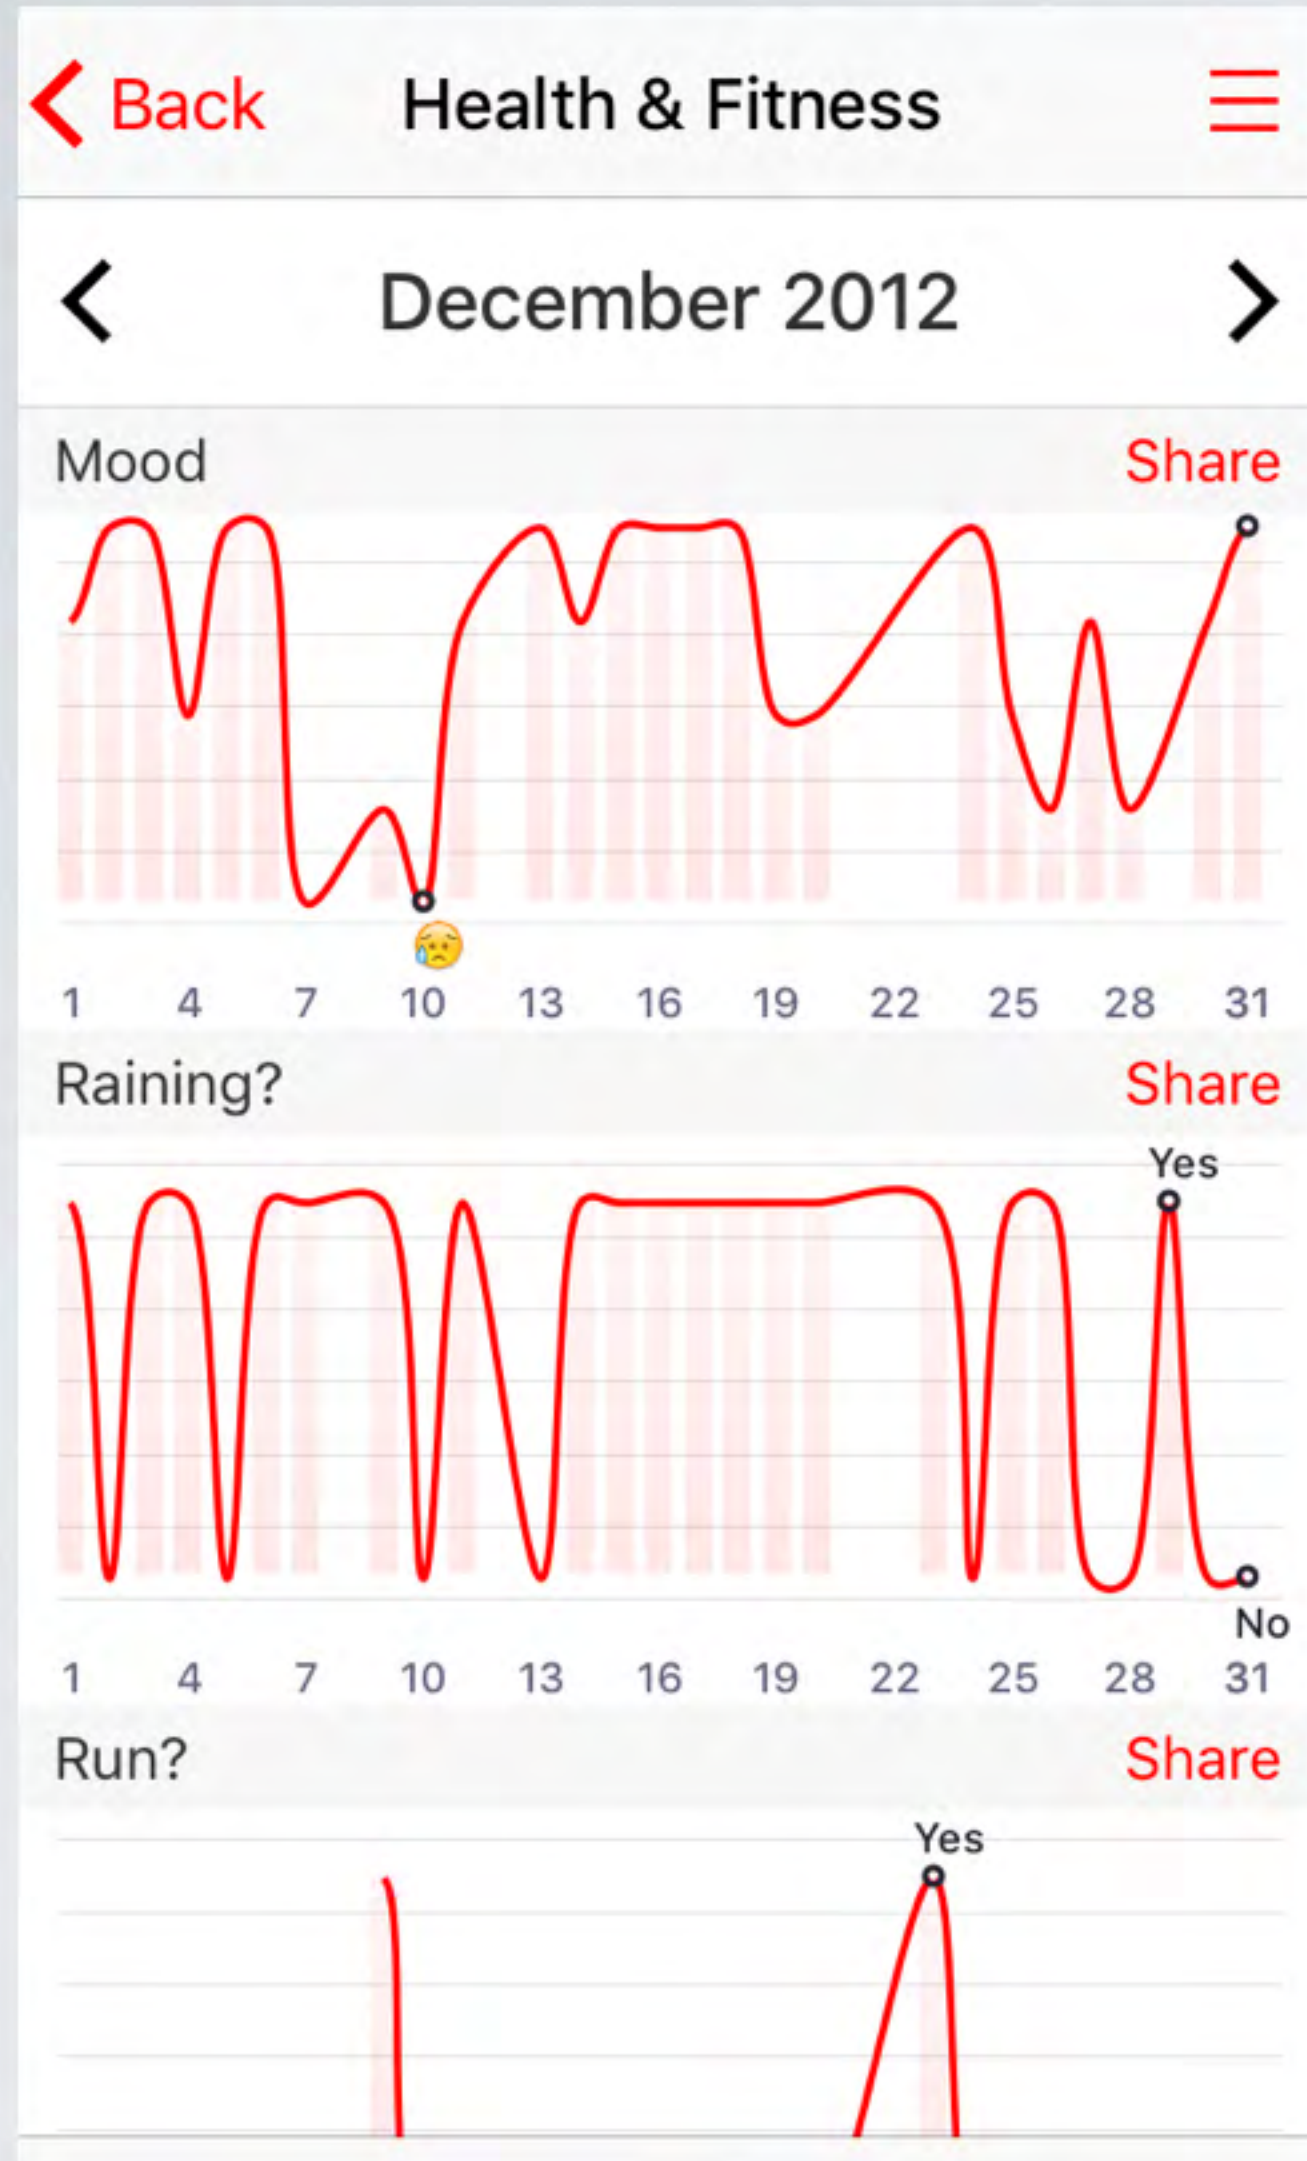 Back Health & Fitness
December 2012
Mood Share
1 4 7 10 13 16 19 22 25 28 31
Raining? Share
Yes
No
1 4 7 10 13 16 19 22 25 28 31
Run? Share
Yes